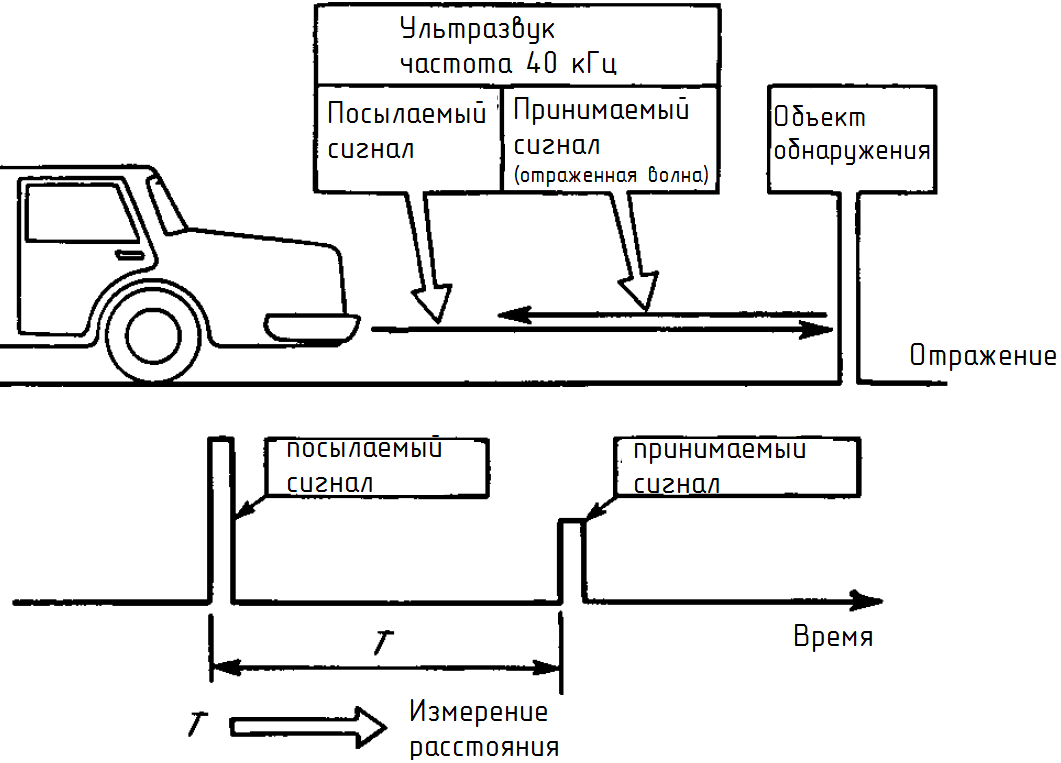 Ультразвук
частота 40 кГц
Посылаемый
сигнал
Принимаемый
сигнал
(отраженная волна)
Объект
обнаружения
Отражение
посылаемый
сигнал
принимаемый
сигнал
Время
T
T
Измерение
расстояния